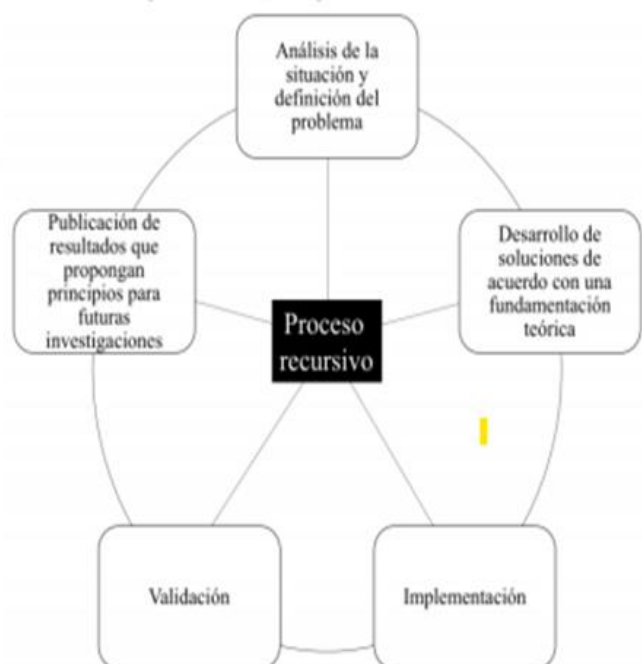 Análisis de la
situación y
definición del
problema
Publicación de
resultados que
propongan
principios para
futuras
investigaciones
Desarrollo de
soluciones de
acuerdo con una
fundamentación
teórica
Proceso
recursivo
Validación
Implementación